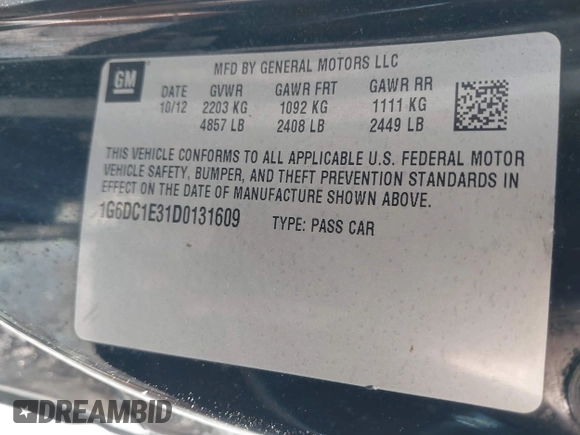 GM
MFD BY GENERAL MOTORS LLC
DATE GVWR GAWR FRT GAWR RR
10/12 2203 KG 1092 KG 1111 KG
4857 LB 2408 LB 2449 LB
THIS VEHICLE CONFORMS TO ALL APPLICABLE U.S. FEDERAL MOTOR
VEHICLE SAFETY, BUMPER, AND THEFT PREVENTION STANDARDS IN
EFFECT ON THE DATE OF MANUFACTURE SHOWN ABOVE.
1G6DC1E31D0131609 TYPE: PASS CAR
DREAMBID